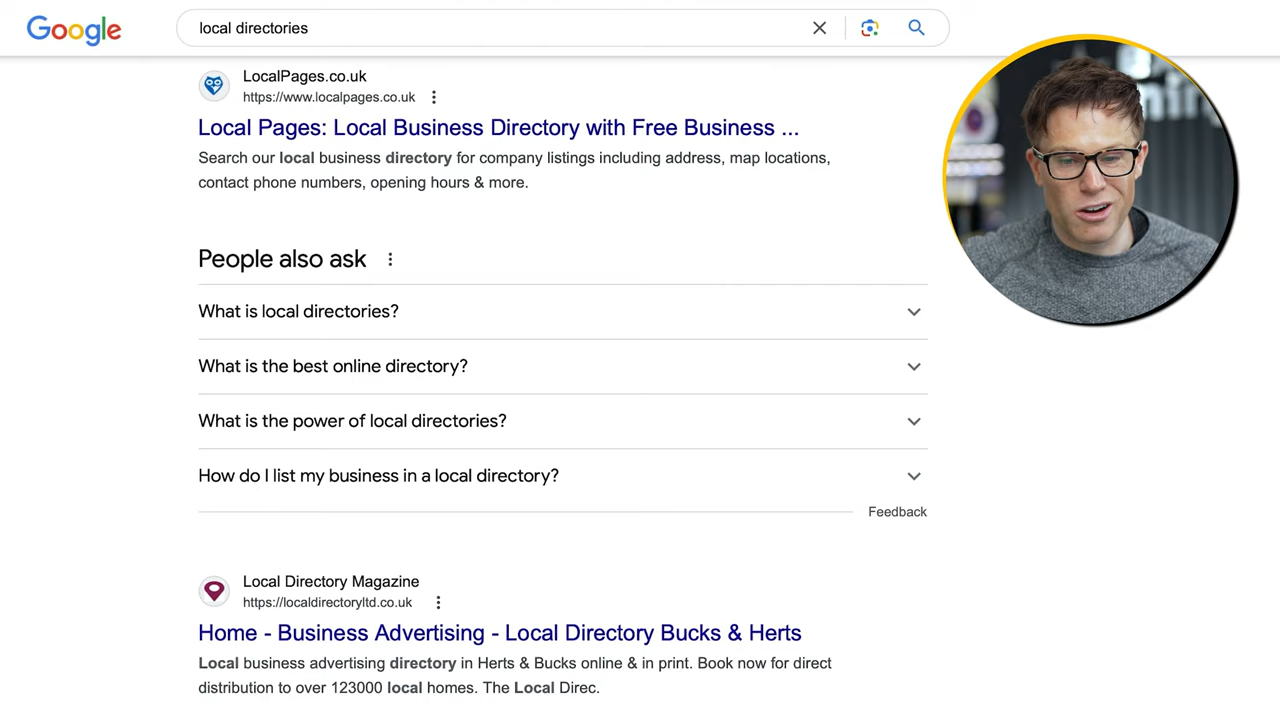 Google
local directories
LocalPages.co.uk
https://www.localpages.co.uk
Local Pages: Local Business Directory with Free Business ...
Search our local business directory for company listings including address, map locations,
contact phone numbers, opening hours & more.
People also ask
What is local directories?
What is the best online directory?
What is the power of local directories?
How do I list my business in a local directory?
Feedback
Local Directory Magazine
https://localdirectoryltd.co.uk
Home - Business Advertising - Local Directory Bucks & Herts
Local business advertising directory in Herts & Bucks online & in print. Book now for direct
distribution to over 123000 local homes. The Local Direc.